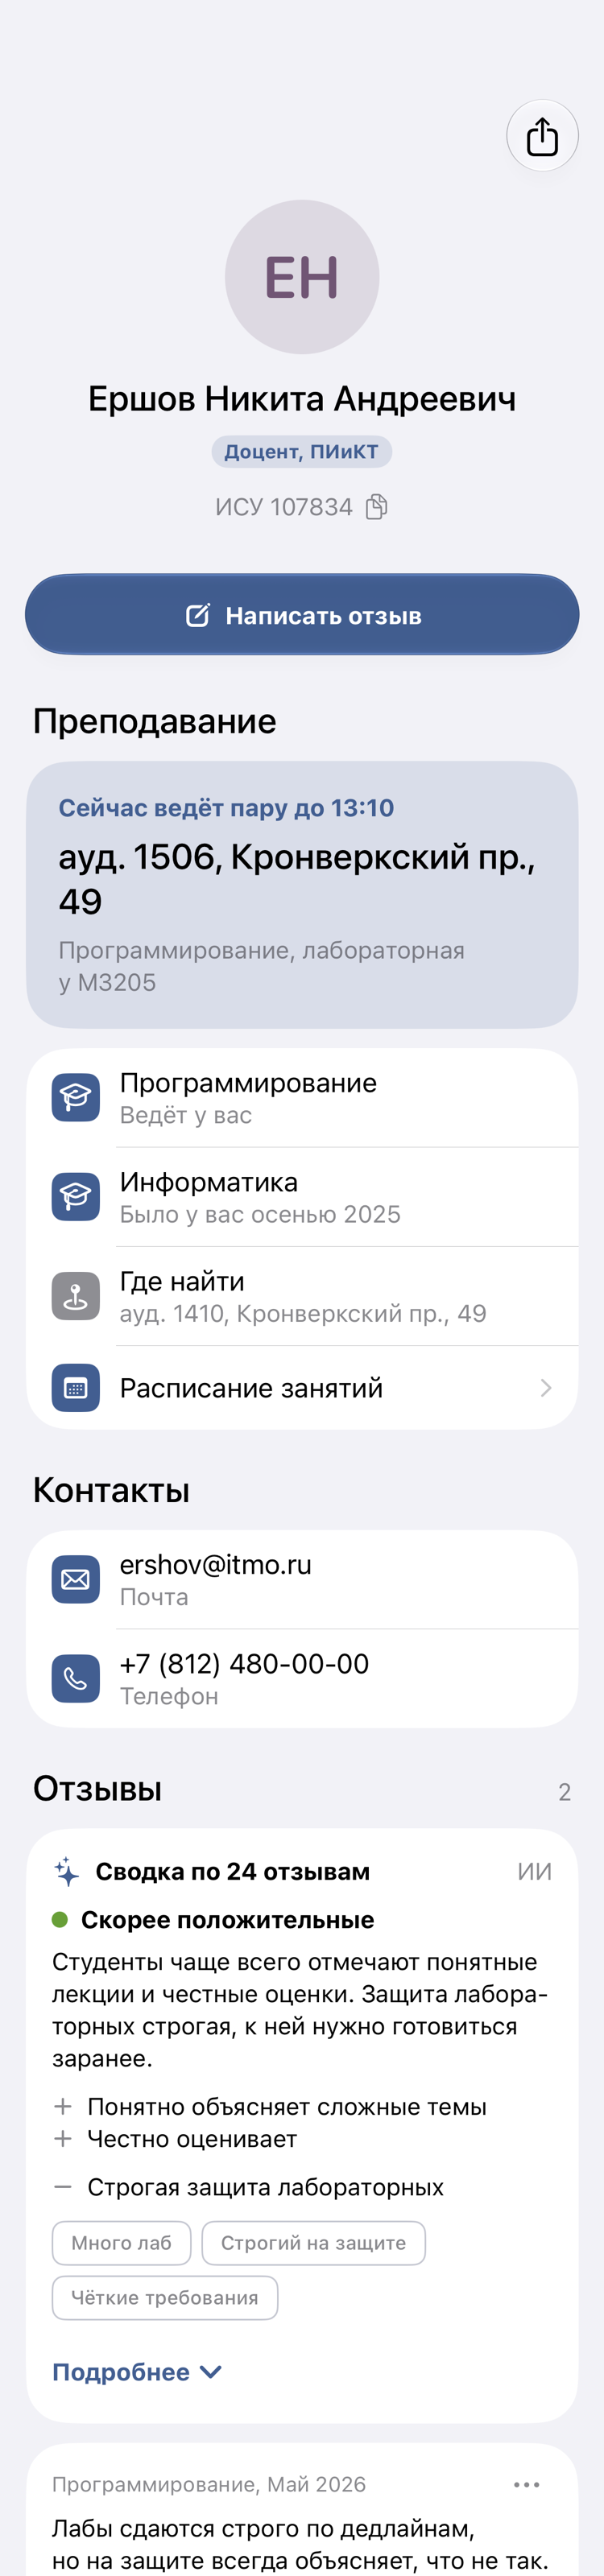 ЕН
Ершов Никита Андреевич
Доцент, ПИиКТ
ИСУ 107834
Написать отзыв
Преподавание
Сейчас ведёт пару до 13:10
ауд. 1506, Кронверкский пр.,
49
Программирование, лабораторная
у M3205
Программирование
Ведёт у вас
Информатика
Было у вас осенью 2025
Где найти
ауд. 1410, Кронверкский пр., 49
Расписание занятий
Контакты
ershov@itmo.ru
Почта
+7 (812) 480-00-00
Телефон
Отзывы 2
Сводка по 24 отзывам ИИ
Скорее положительные
Студенты чаще всего отмечают понятные
лекции и честные оценки. Защита лабора-
торных строгая, к ней нужно готовиться
заранее.
+ Понятно объясняет сложные темы
+ Честно оценивает
− Строгая защита лабораторных
Много лаб Строгий на защите
Чёткие требования
Подробнее
Программирование, Май 2026
Лабы сдаются строго по дедлайнам,
но на защите всегда объясняет, что не так.